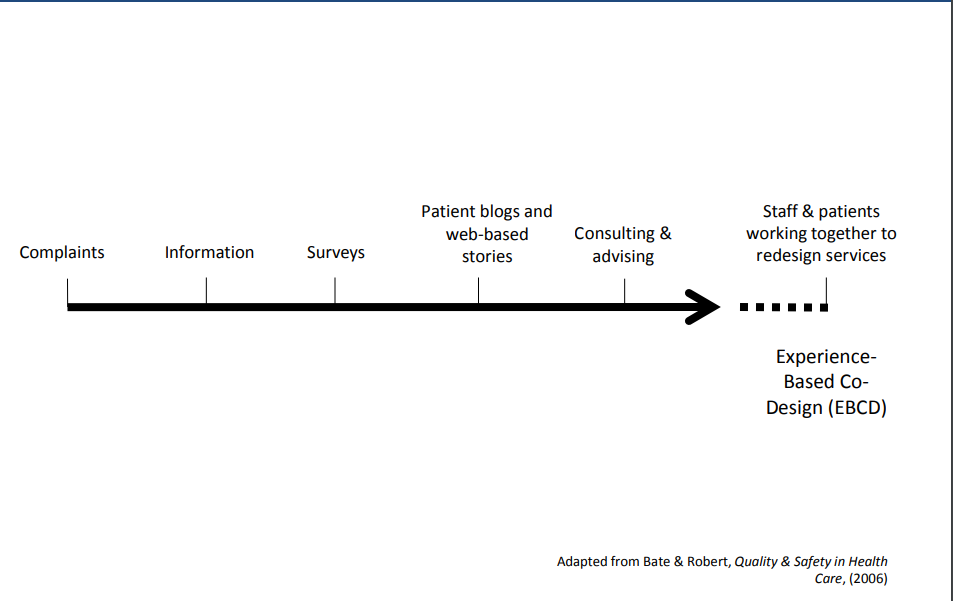 Complaints
Information
Surveys
Patient blogs and
web-based
stories
Consulting &
advising
Staff & patients
working together to
redesign services
Experience-
Based Co-
Design (EBCD)
Adapted from Bate & Robert, Quality & Safety in Health
Care, (2006)